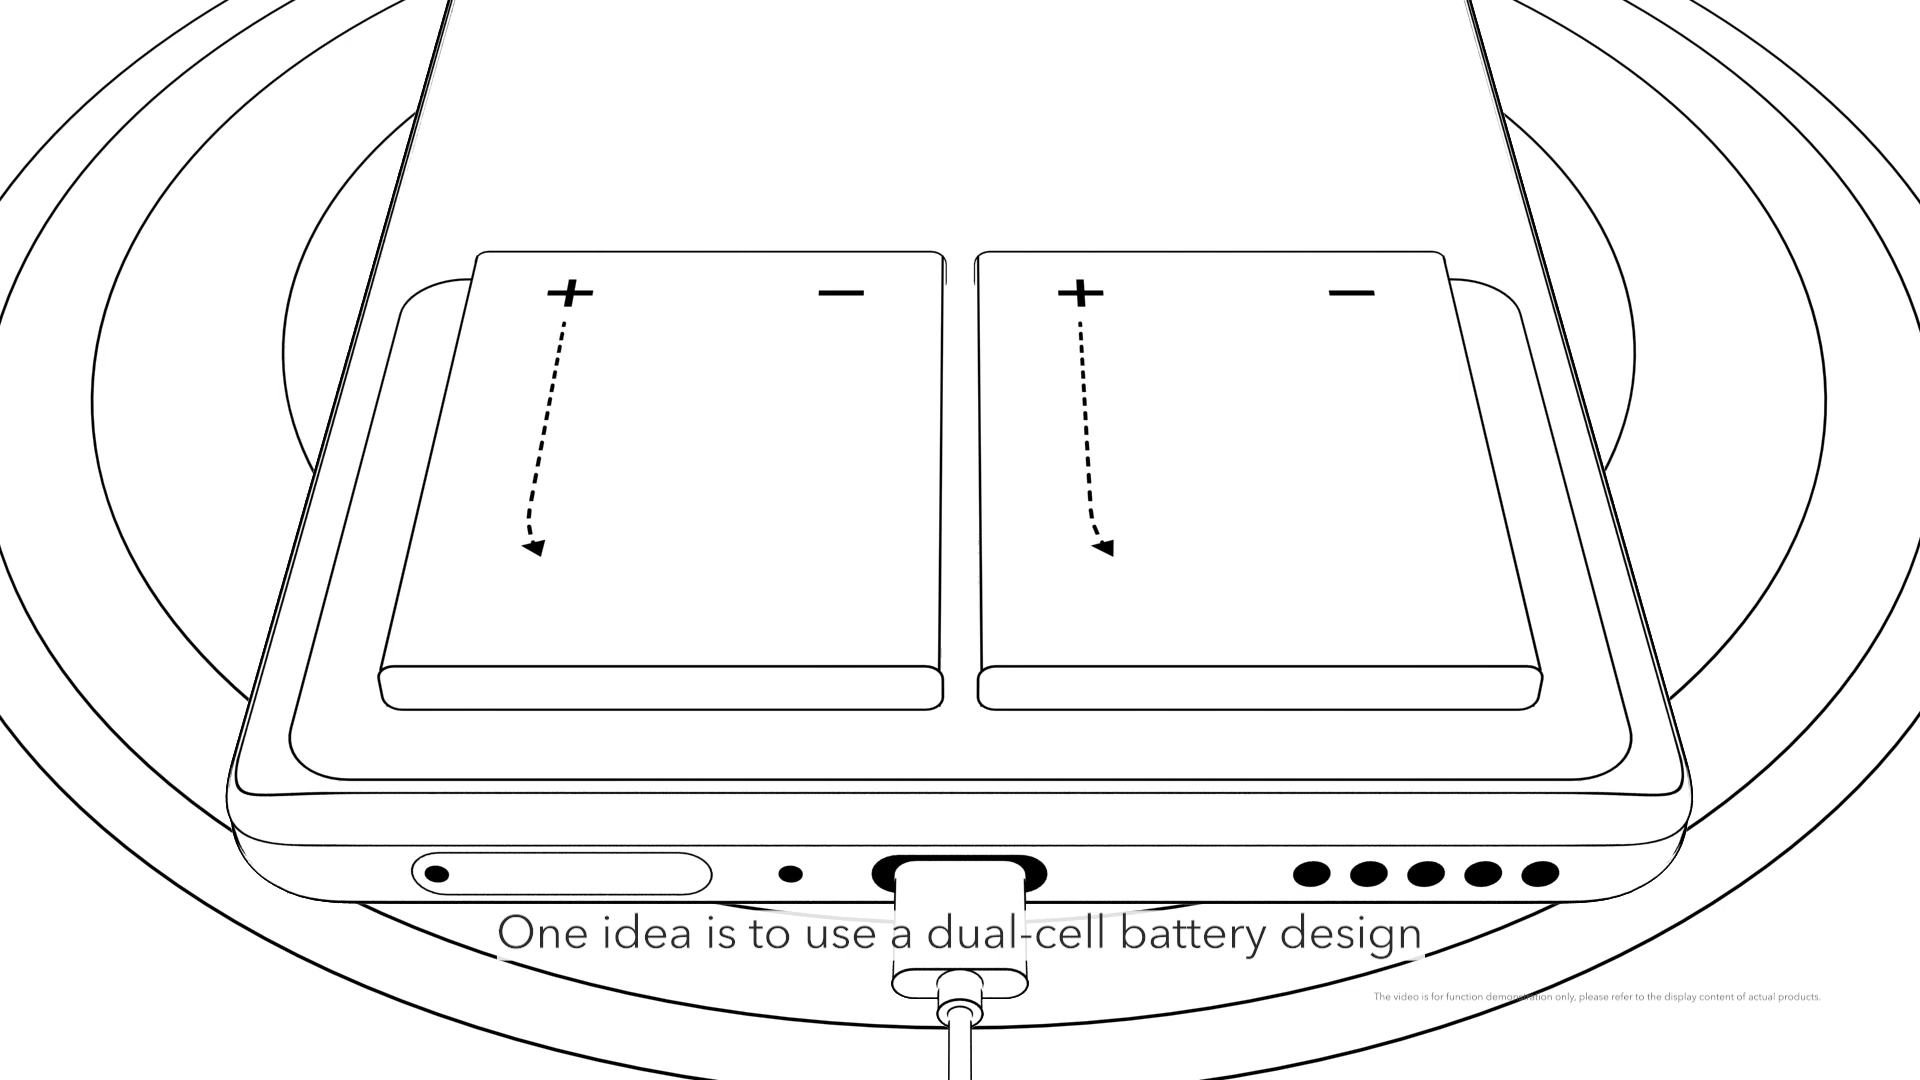 + — + —
One idea is to use a dual-cell battery design
The video is for function demonstration only, please refer to the display content of actual products.